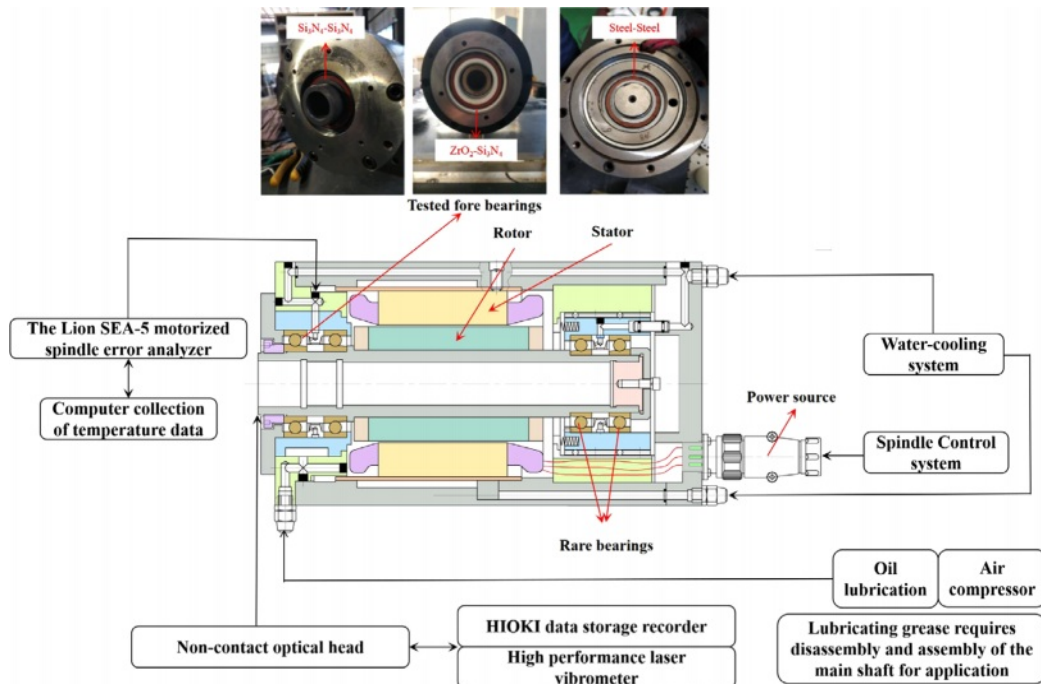 Si₃N₄-Si₃N₄
Steel-Steel
ZrO₂-Si₃N₄
Tested fore bearings
Rotor
Stator
The Lion SEA-5 motorized
spindle error analyzer
Computer collection
of temperature data
Water-cooling
system
Power source
Spindle Control
system
Rare bearings
Oil
lubrication
Air
compressor
Non-contact optical head
HIOKI data storage recorder
High performance laser
vibrometer
Lubricating grease requires
disassembly and assembly of the
main shaft for application